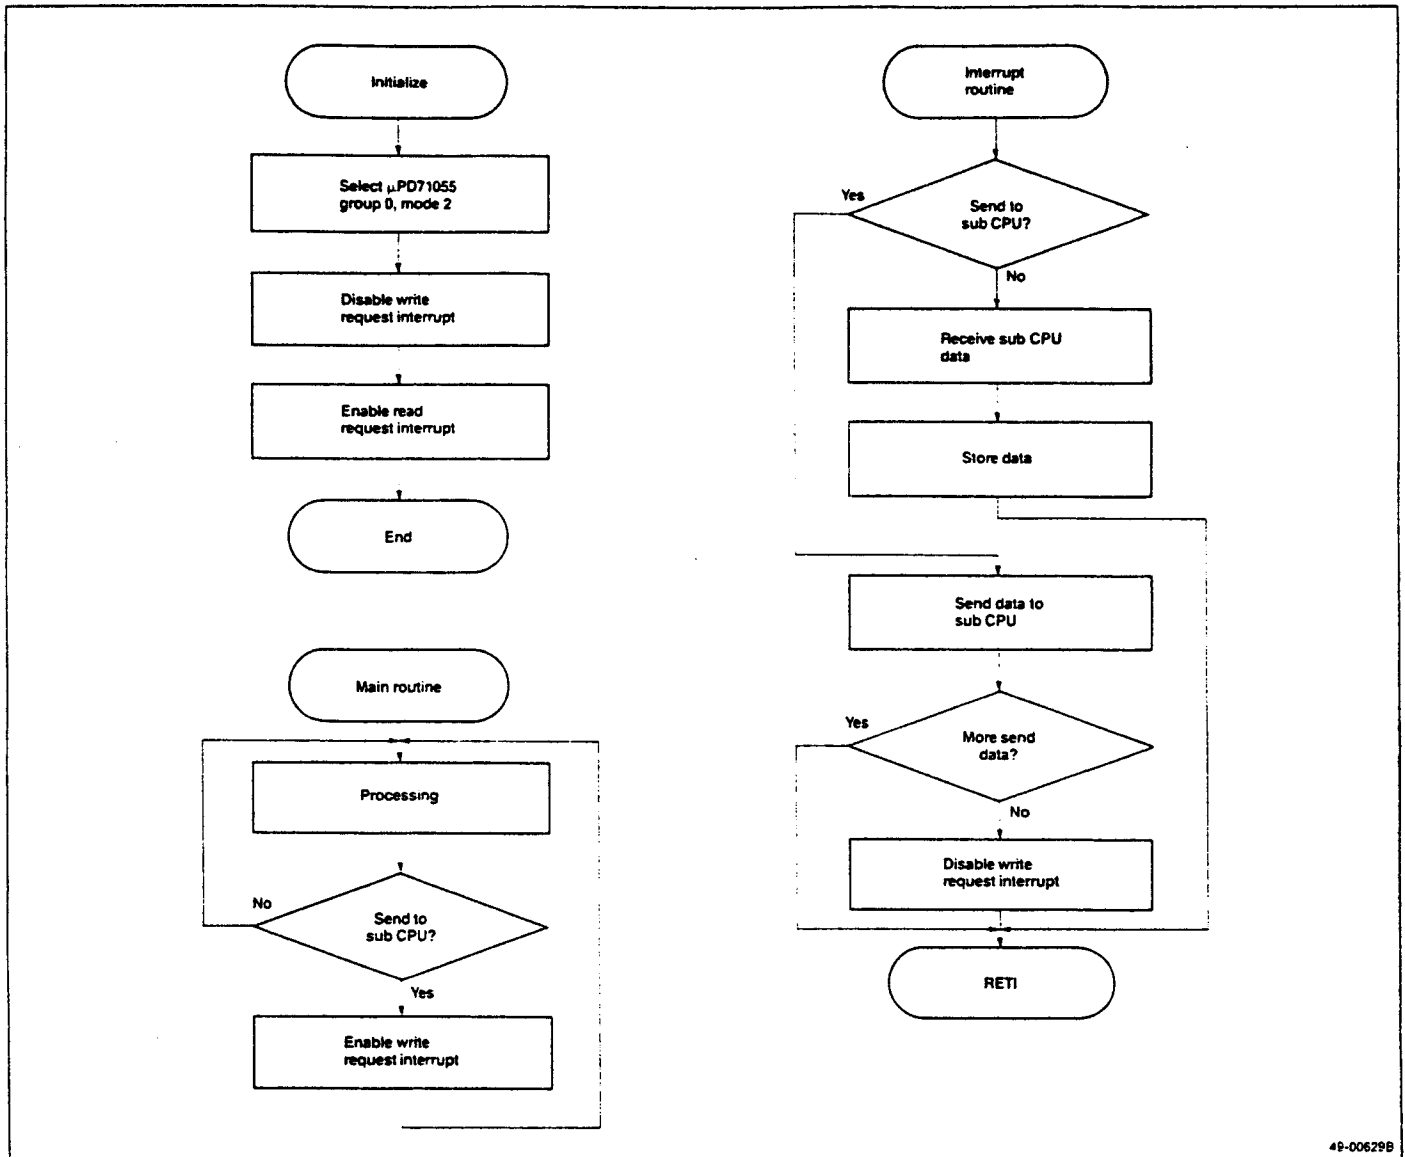 Initialize
Select µPD71055
group 0, mode 2
Disable write
request interrupt
Enable read
request interrupt
End
Main routine
Processing
No
Send to
sub CPU?
Yes
Enable write
request interrupt
Interrupt
routine
Yes
Send to
sub CPU?
No
Receive sub CPU
data
Store data
Send data to
sub CPU
Yes
More send
data?
No
Disable write
request interrupt
RETI
49-00629B